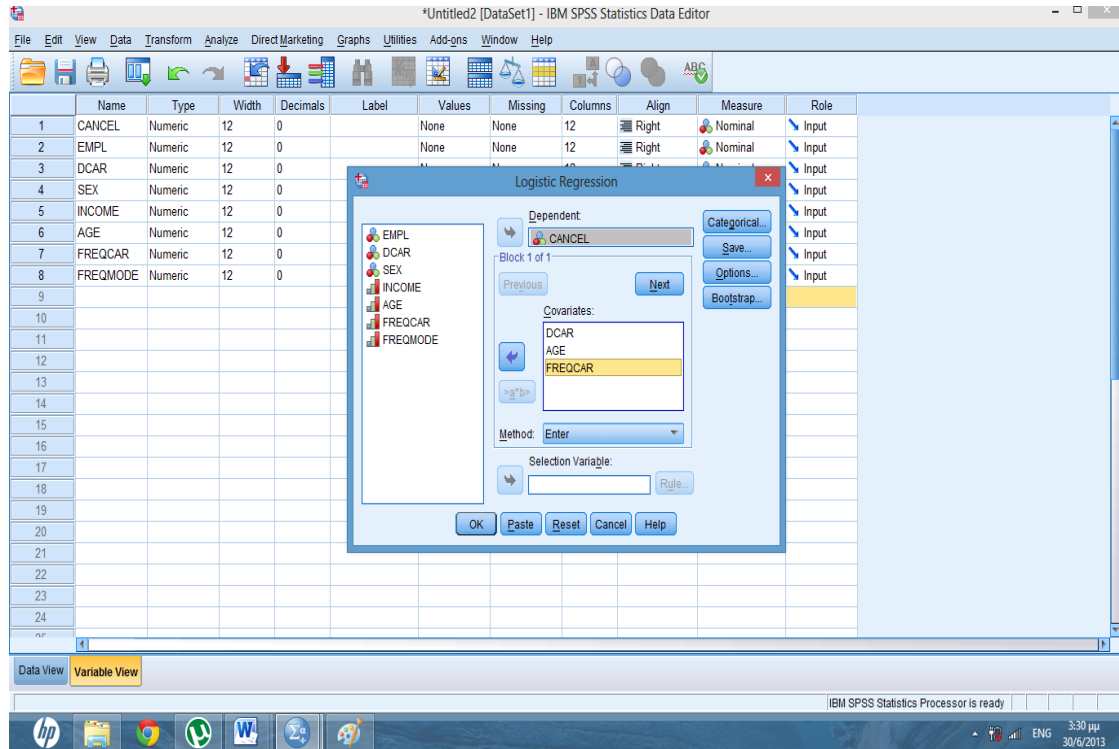 *Untitled2 [DataSet1] - IBM SPSS Statistics Data Editor
File Edit View Data Transform Analyze Direct Marketing Graphs Utilities Add-ons Window Help
Name Type Width Decimals Label Values Missing Columns Align Measure Role
1 CANCEL Numeric 12 0 None None 12 Right Nominal Input
2 EMPL Numeric 12 0 None None 12 Right Nominal Input
3 DCAR Numeric 12 0 Input
4 SEX Numeric 12 0 Input
5 INCOME Numeric 12 0 Input
6 AGE Numeric 12 0 Input
7 FREQCAR Numeric 12 0 Input
8 FREQMODE Numeric 12 0 Input
9
10
11
12
13
14
15
16
17
18
19
20
21
22
23
24
Logistic Regression
EMPL
DCAR
SEX
INCOME
AGE
FREQCAR
FREQMODE
Dependent:
CANCEL
Block 1 of 1
Previous Next
Covariates:
DCAR
AGE
FREQCAR
>a*b>
Method: Enter
Selection Variable:
Rule...
Categorical...
Save...
Options...
Bootstrap...
OK Paste Reset Cancel Help
Data View Variable View
IBM SPSS Statistics Processor is ready
hp
ENG
3:30 μμ
30/6/2013